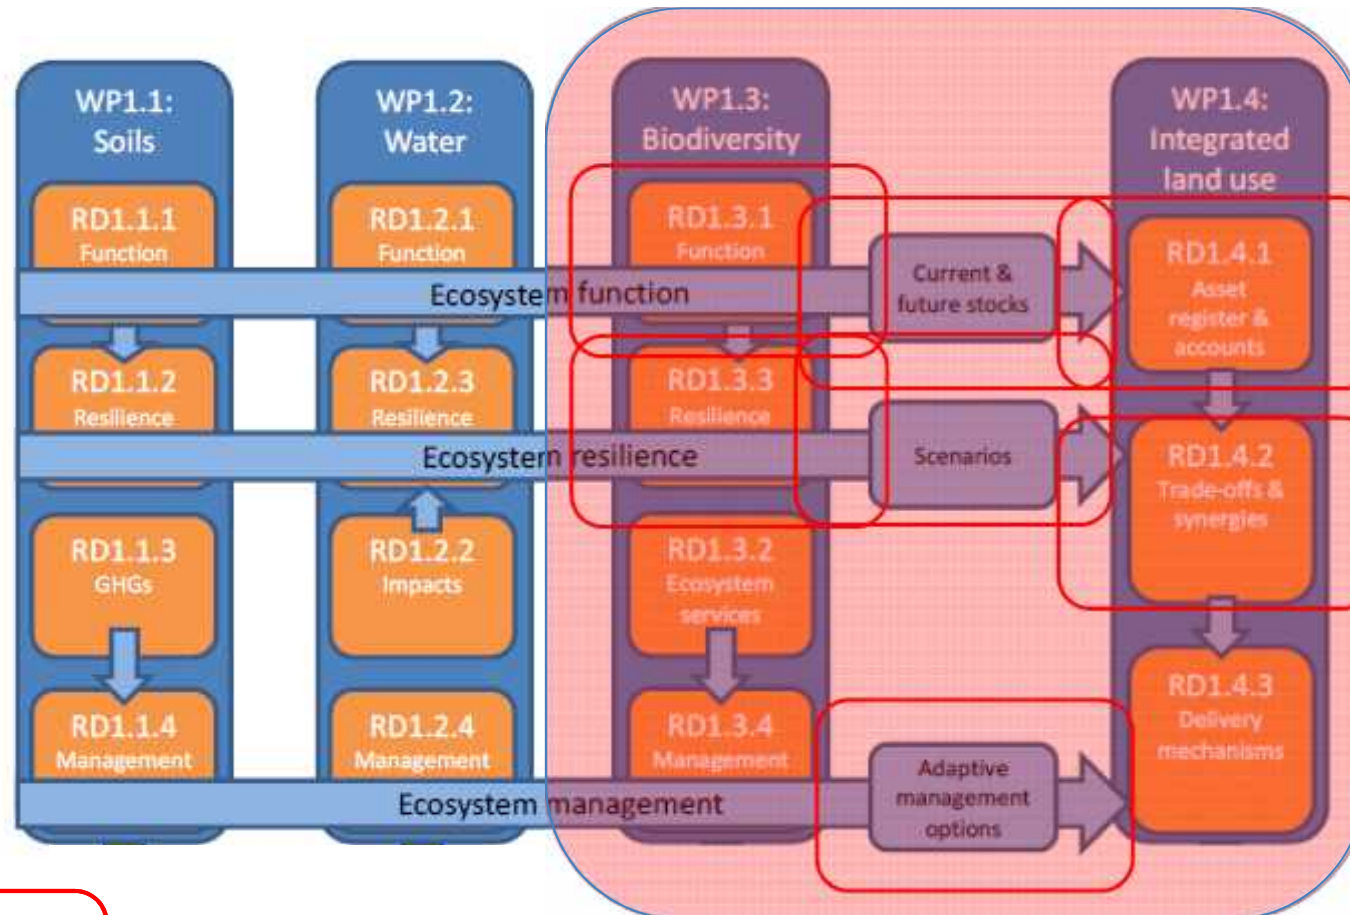 WP1.1:
Soils
RD1.1.1
Function
RD1.1.2
Resilience
RD1.1.3
GHGs
RD1.1.4
Management
WP1.2:
Water
RD1.2.1
Function
RD1.2.3
Resilience
RD1.2.2
Impacts
RD1.2.4
Management
WP1.3:
Biodiversity
RD1.3.1
Function
RD1.3.3
Resilience
RD1.3.2
Ecosystem
services
RD1.3.4
Management
Ecosystem function
Current &
future stocks
Ecosystem resilience
Scenarios
Ecosystem management
Adaptive
management
options
WP1.4:
Integrated
land use
RD1.4.1
Asset
register &
accounts
RD1.4.2
Trade-offs &
synergies
RD1.4.3
Delivery
mechanisms